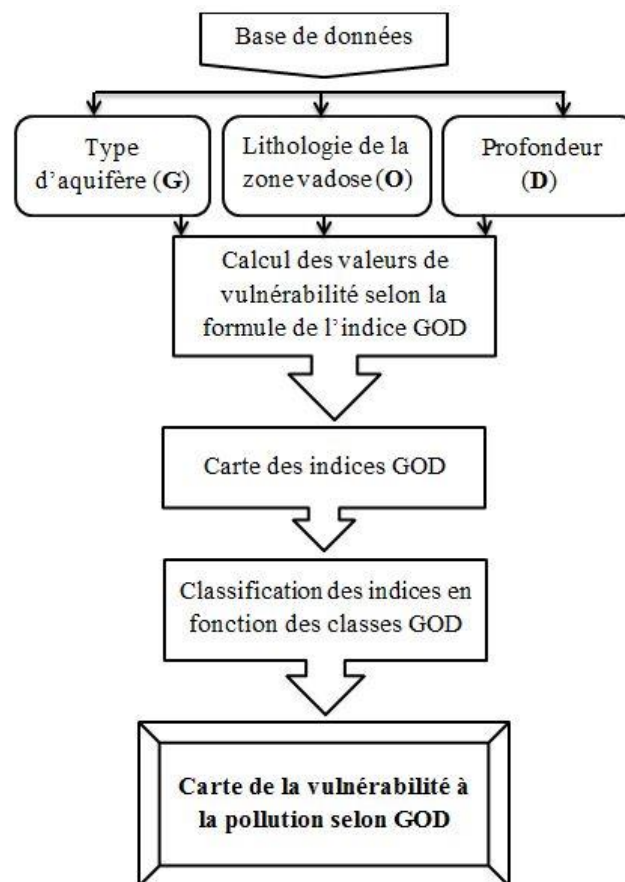 Base de données
Type
d'aquifère (G)
Lithologie de la
zone vadose (O)
Profondeur
(D)
Calcul des valeurs de
vulnérabilité selon la
formule de l'indice GOD
Carte des indices GOD
Classification des indices en
fonction des classes GOD
Carte de la vulnérabilité à
la pollution selon GOD